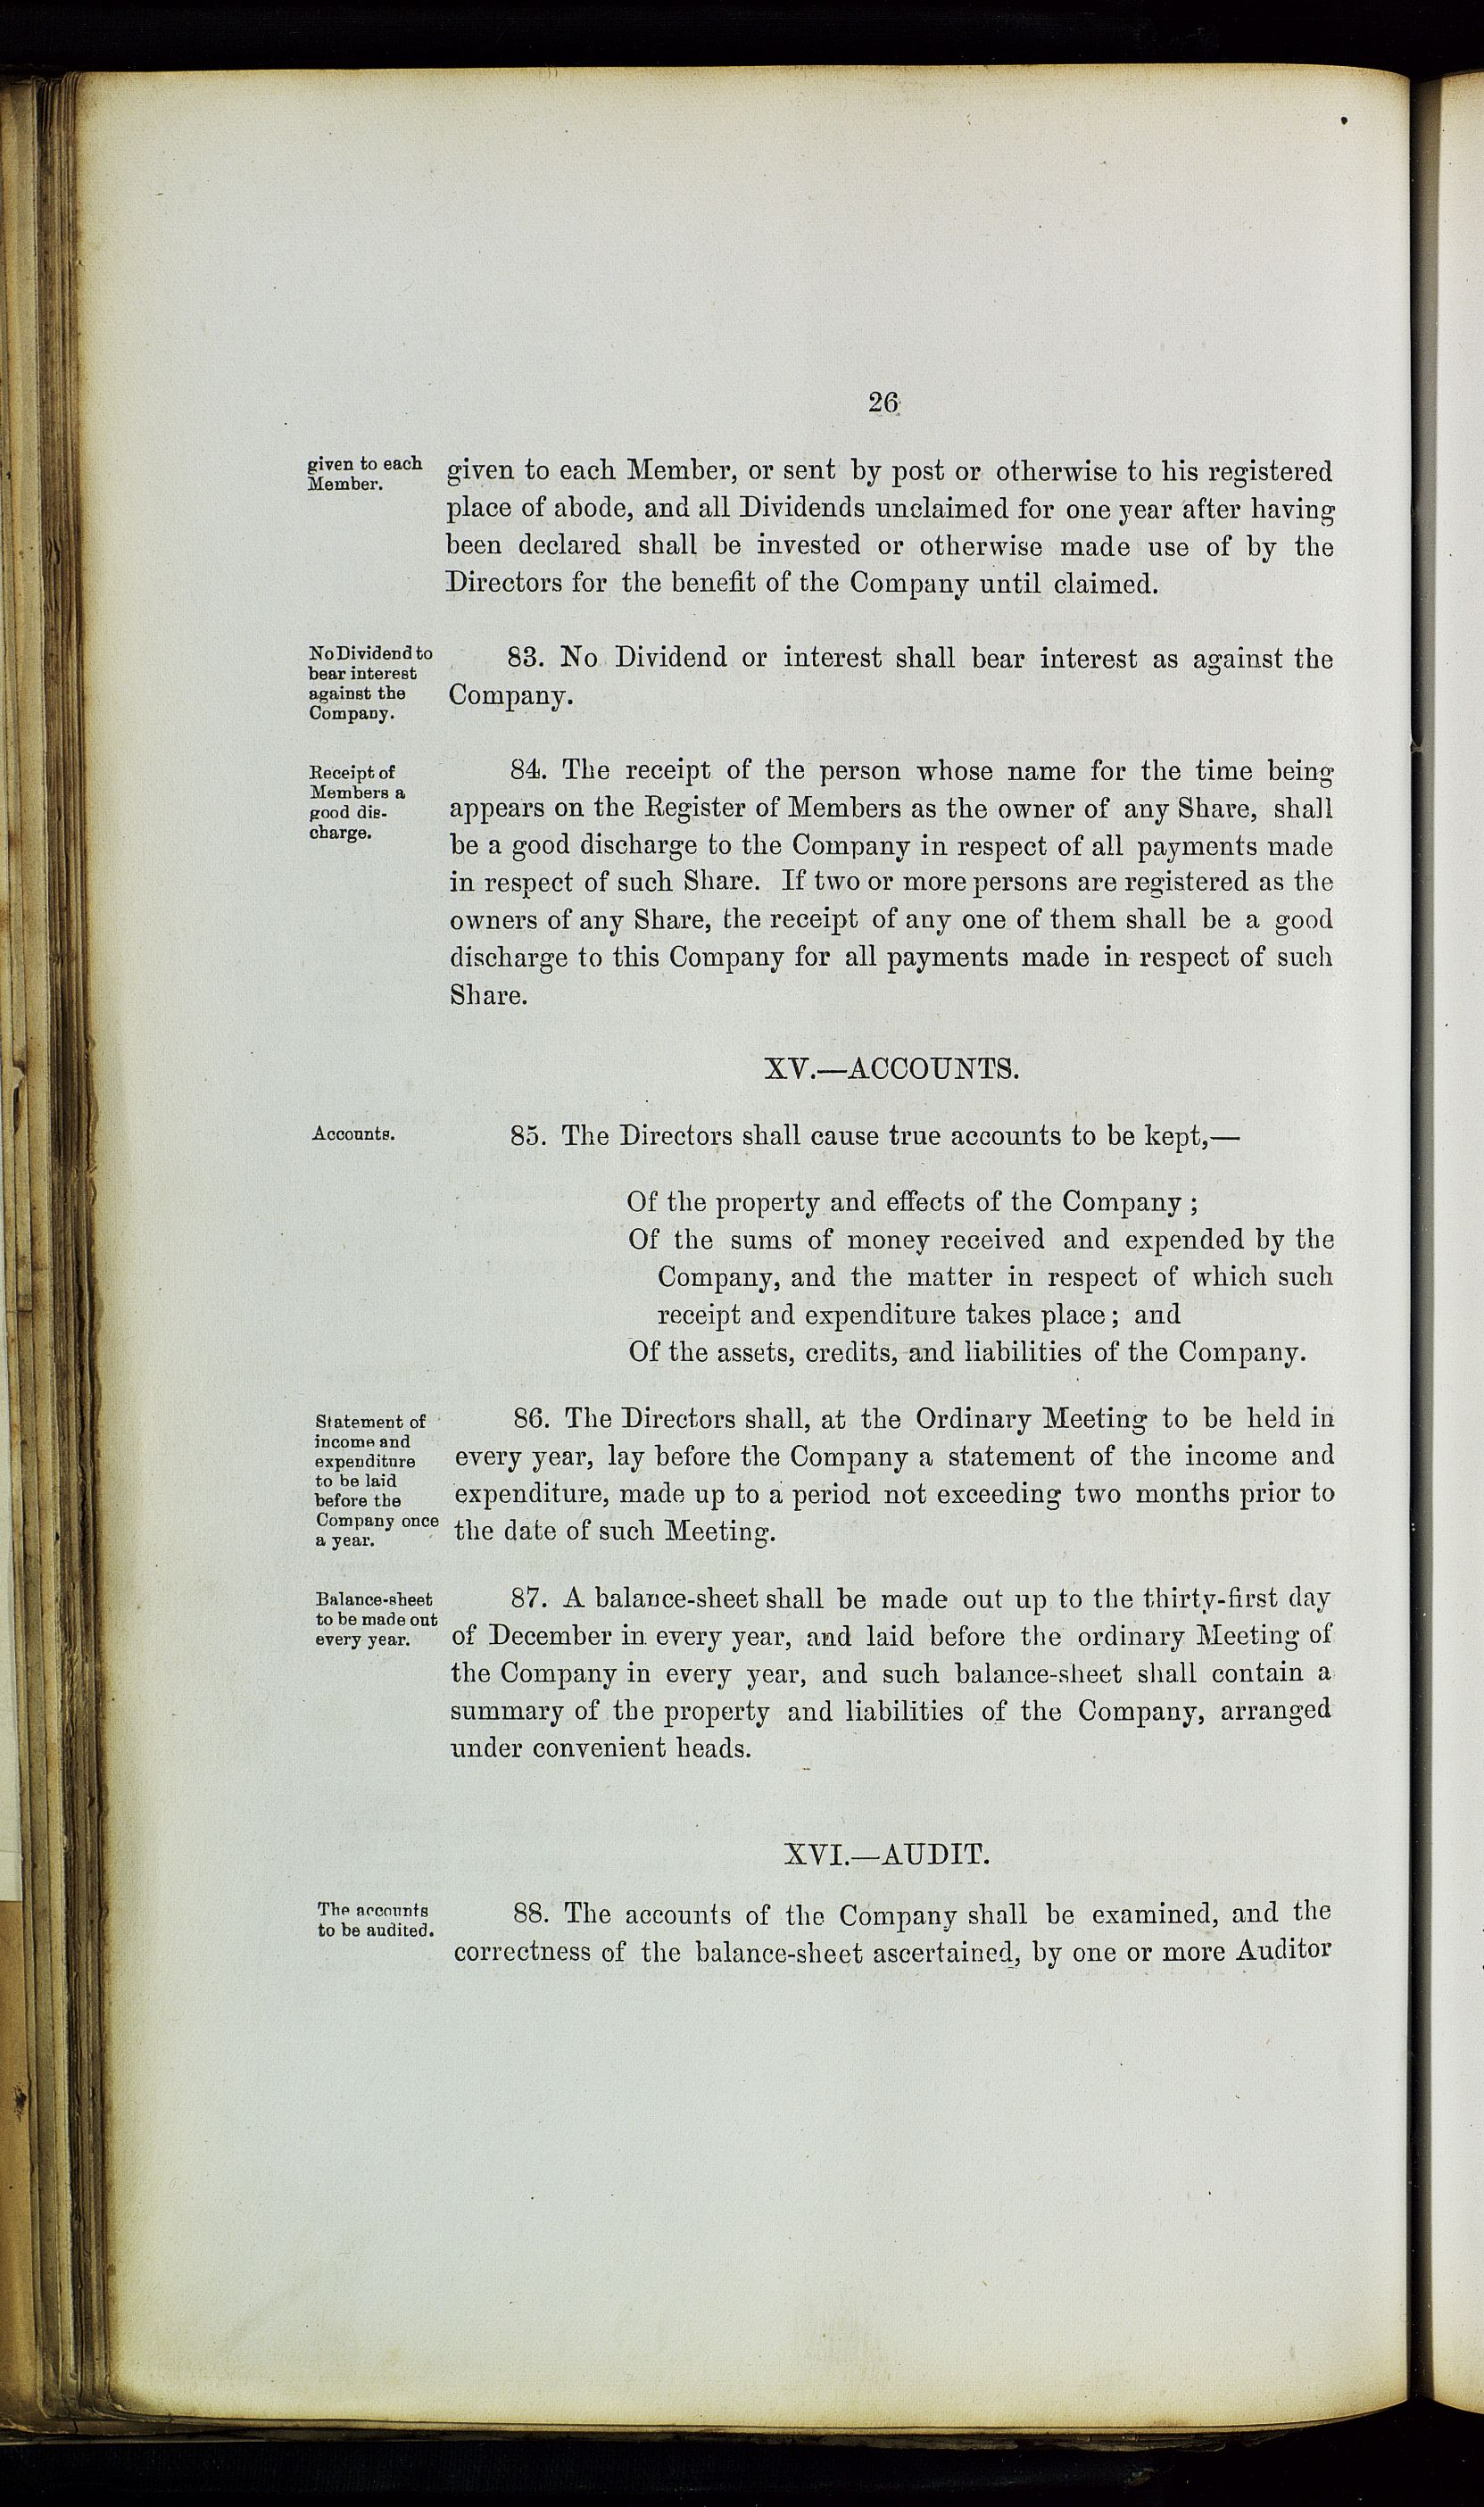 26
given to each
Member.
given to each Member, or sent by post or otherwise to his registered
place of abode, and all Dividends unclaimed for one year after having
been declared shall be invested or otherwise made use of by the
Directors for the benefit of the Company until claimed.
No Dividend to
bear interest
against the
Company.
83. No Dividend or interest shall bear interest as against the
Company.
Receipt of
Members a
good dis-
charge.
84. The receipt of the person whose name for the time being
appears on the Register of Members as the owner of any Share, shall
be a good discharge to the Company in respect of all payments made
in respect of such Share. If two or more persons are registered as the
owners of any Share, the receipt of any one of them shall be a good
discharge to this Company for all payments made in respect of such
Share.
XV.—ACCOUNTS.
Accounts.
85. The Directors shall cause true accounts to be kept,—
Of the property and effects of the Company ;
Of the sums of money received and expended by the
Company, and the matter in respect of which such
receipt and expenditure takes place ; and
Of the assets, credits, and liabilities of the Company.
Statement of
income and
expenditure
to be laid
before the
Company once
a year.
86. The Directors shall, at the Ordinary Meeting to be held in
every year, lay before the Company a statement of the income and
expenditure, made up to a period not exceeding two months prior to
the date of such Meeting.
Balance-sheet
to be made out
every year.
87. A balance-sheet shall be made out up to the thirty-first day
of December in every year, and laid before the ordinary Meeting of
the Company in every year, and such balance-sheet shall contain a
summary of the property and liabilities of the Company, arranged
under convenient heads.
XVI.—AUDIT.
The accounts
to be audited.
88. The accounts of the Company shall be examined, and the
correctness of the balance-sheet ascertained, by one or more Auditor